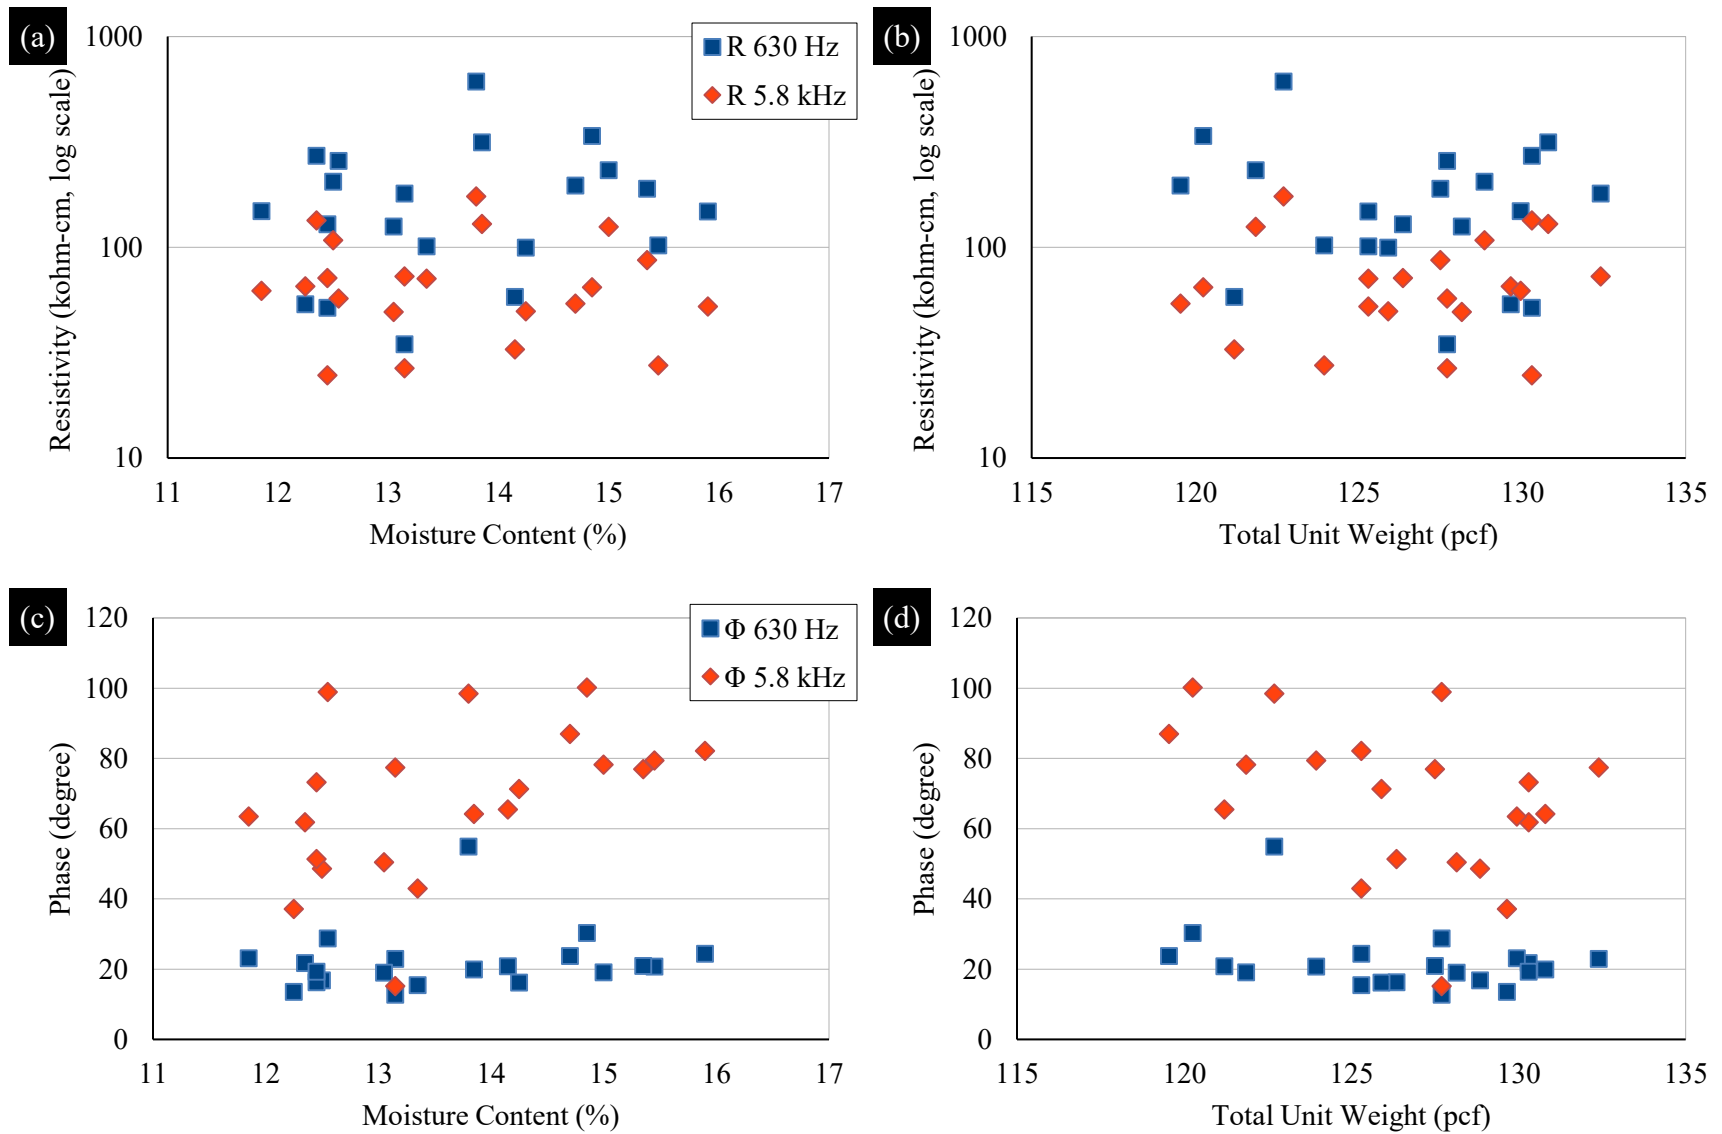 (a)
1000
100
10
Resistivity (kohm-cm, log scale)
R 630 Hz
R 5.8 kHz
11 12 13 14 15 16 17
Moisture Content (%)
(b)
1000
100
10
Resistivity (kohm-cm, log scale)
115 120 125 130 135
Total Unit Weight (pcf)
(c)
120
100
80
60
40
20
0
Phase (degree)
Φ 630 Hz
Φ 5.8 kHz
11 12 13 14 15 16 17
Moisture Content (%)
(d)
120
100
80
60
40
20
0
Phase (degree)
115 120 125 130 135
Total Unit Weight (pcf)